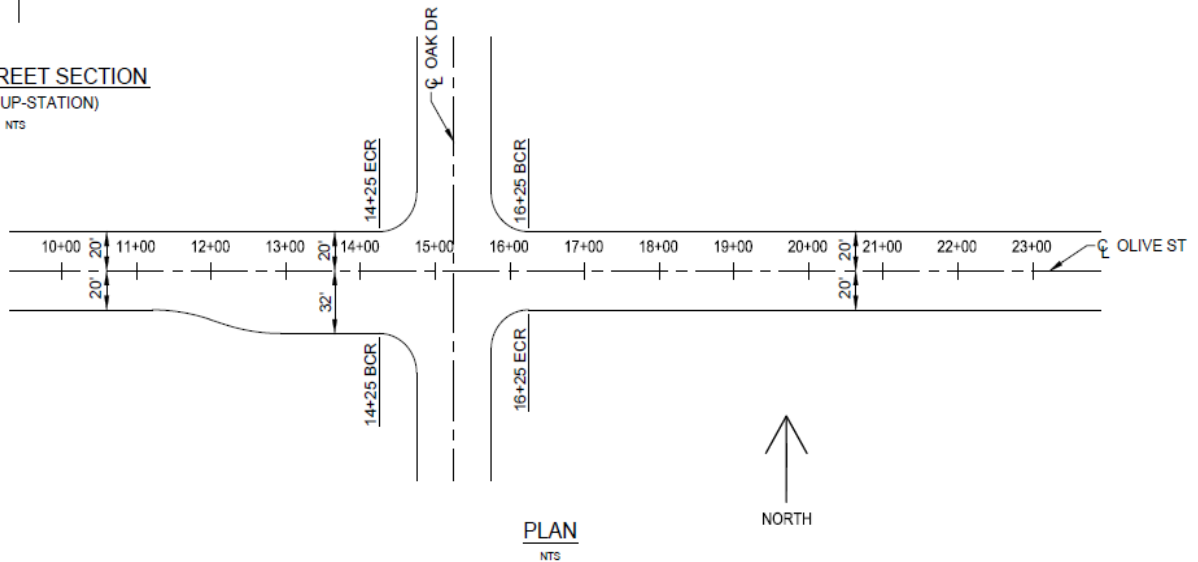 REET SECTION
UP-STATION)
NTS
℄ OAK DR
14+25 ECR
16+25 BCR
10+00 11+00 12+00 13+00 14+00 15+00 16+00 17+00 18+00 19+00 20+00 21+00 22+00 23+00
20' 20' 20'
℄ OLIVE ST
20' 32' 20'
14+25 BCR
16+25 ECR
NORTH
PLAN
NTS